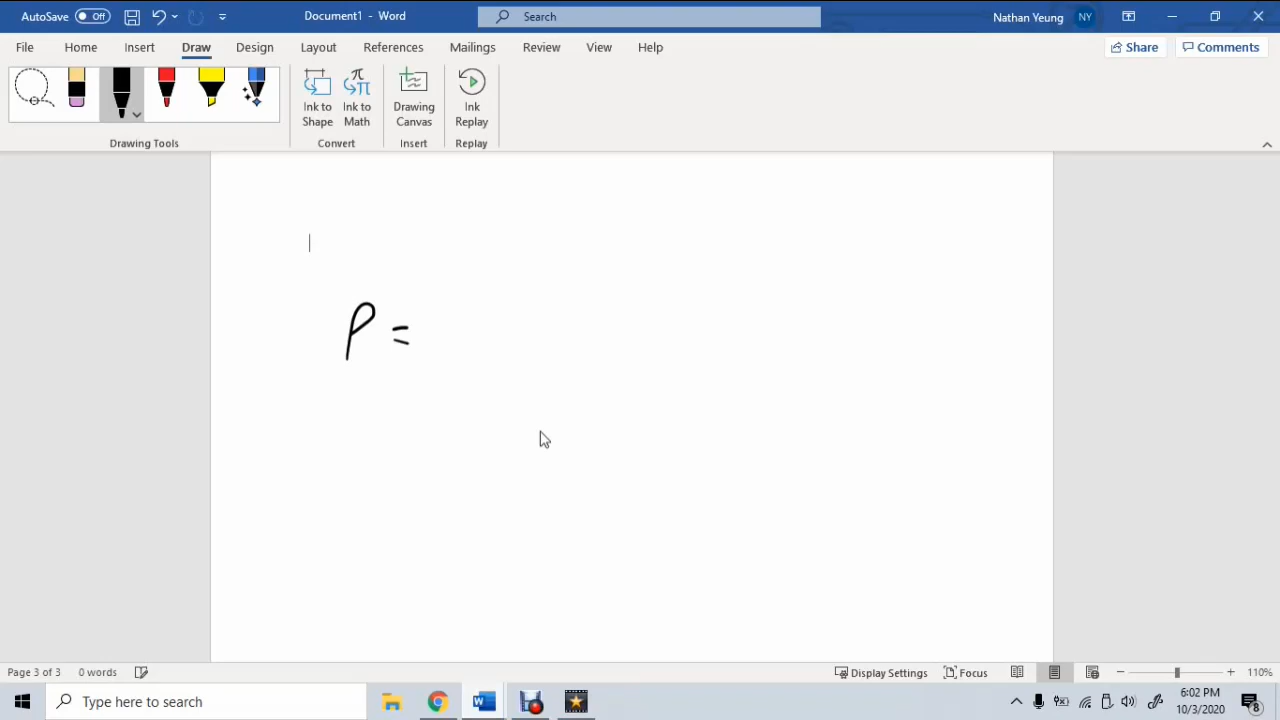 AutoSave Off Document1 - Word Search Nathan Yeung NY
File Home Insert Draw Design Layout References Mailings Review View Help Share Comments
Ink to Shape Ink to Math Drawing Canvas Ink Replay
Drawing Tools Convert Insert Replay
P =
Page 3 of 3 0 words Display Settings Focus 110%
Type here to search 6:02 PM
10/3/2020 8